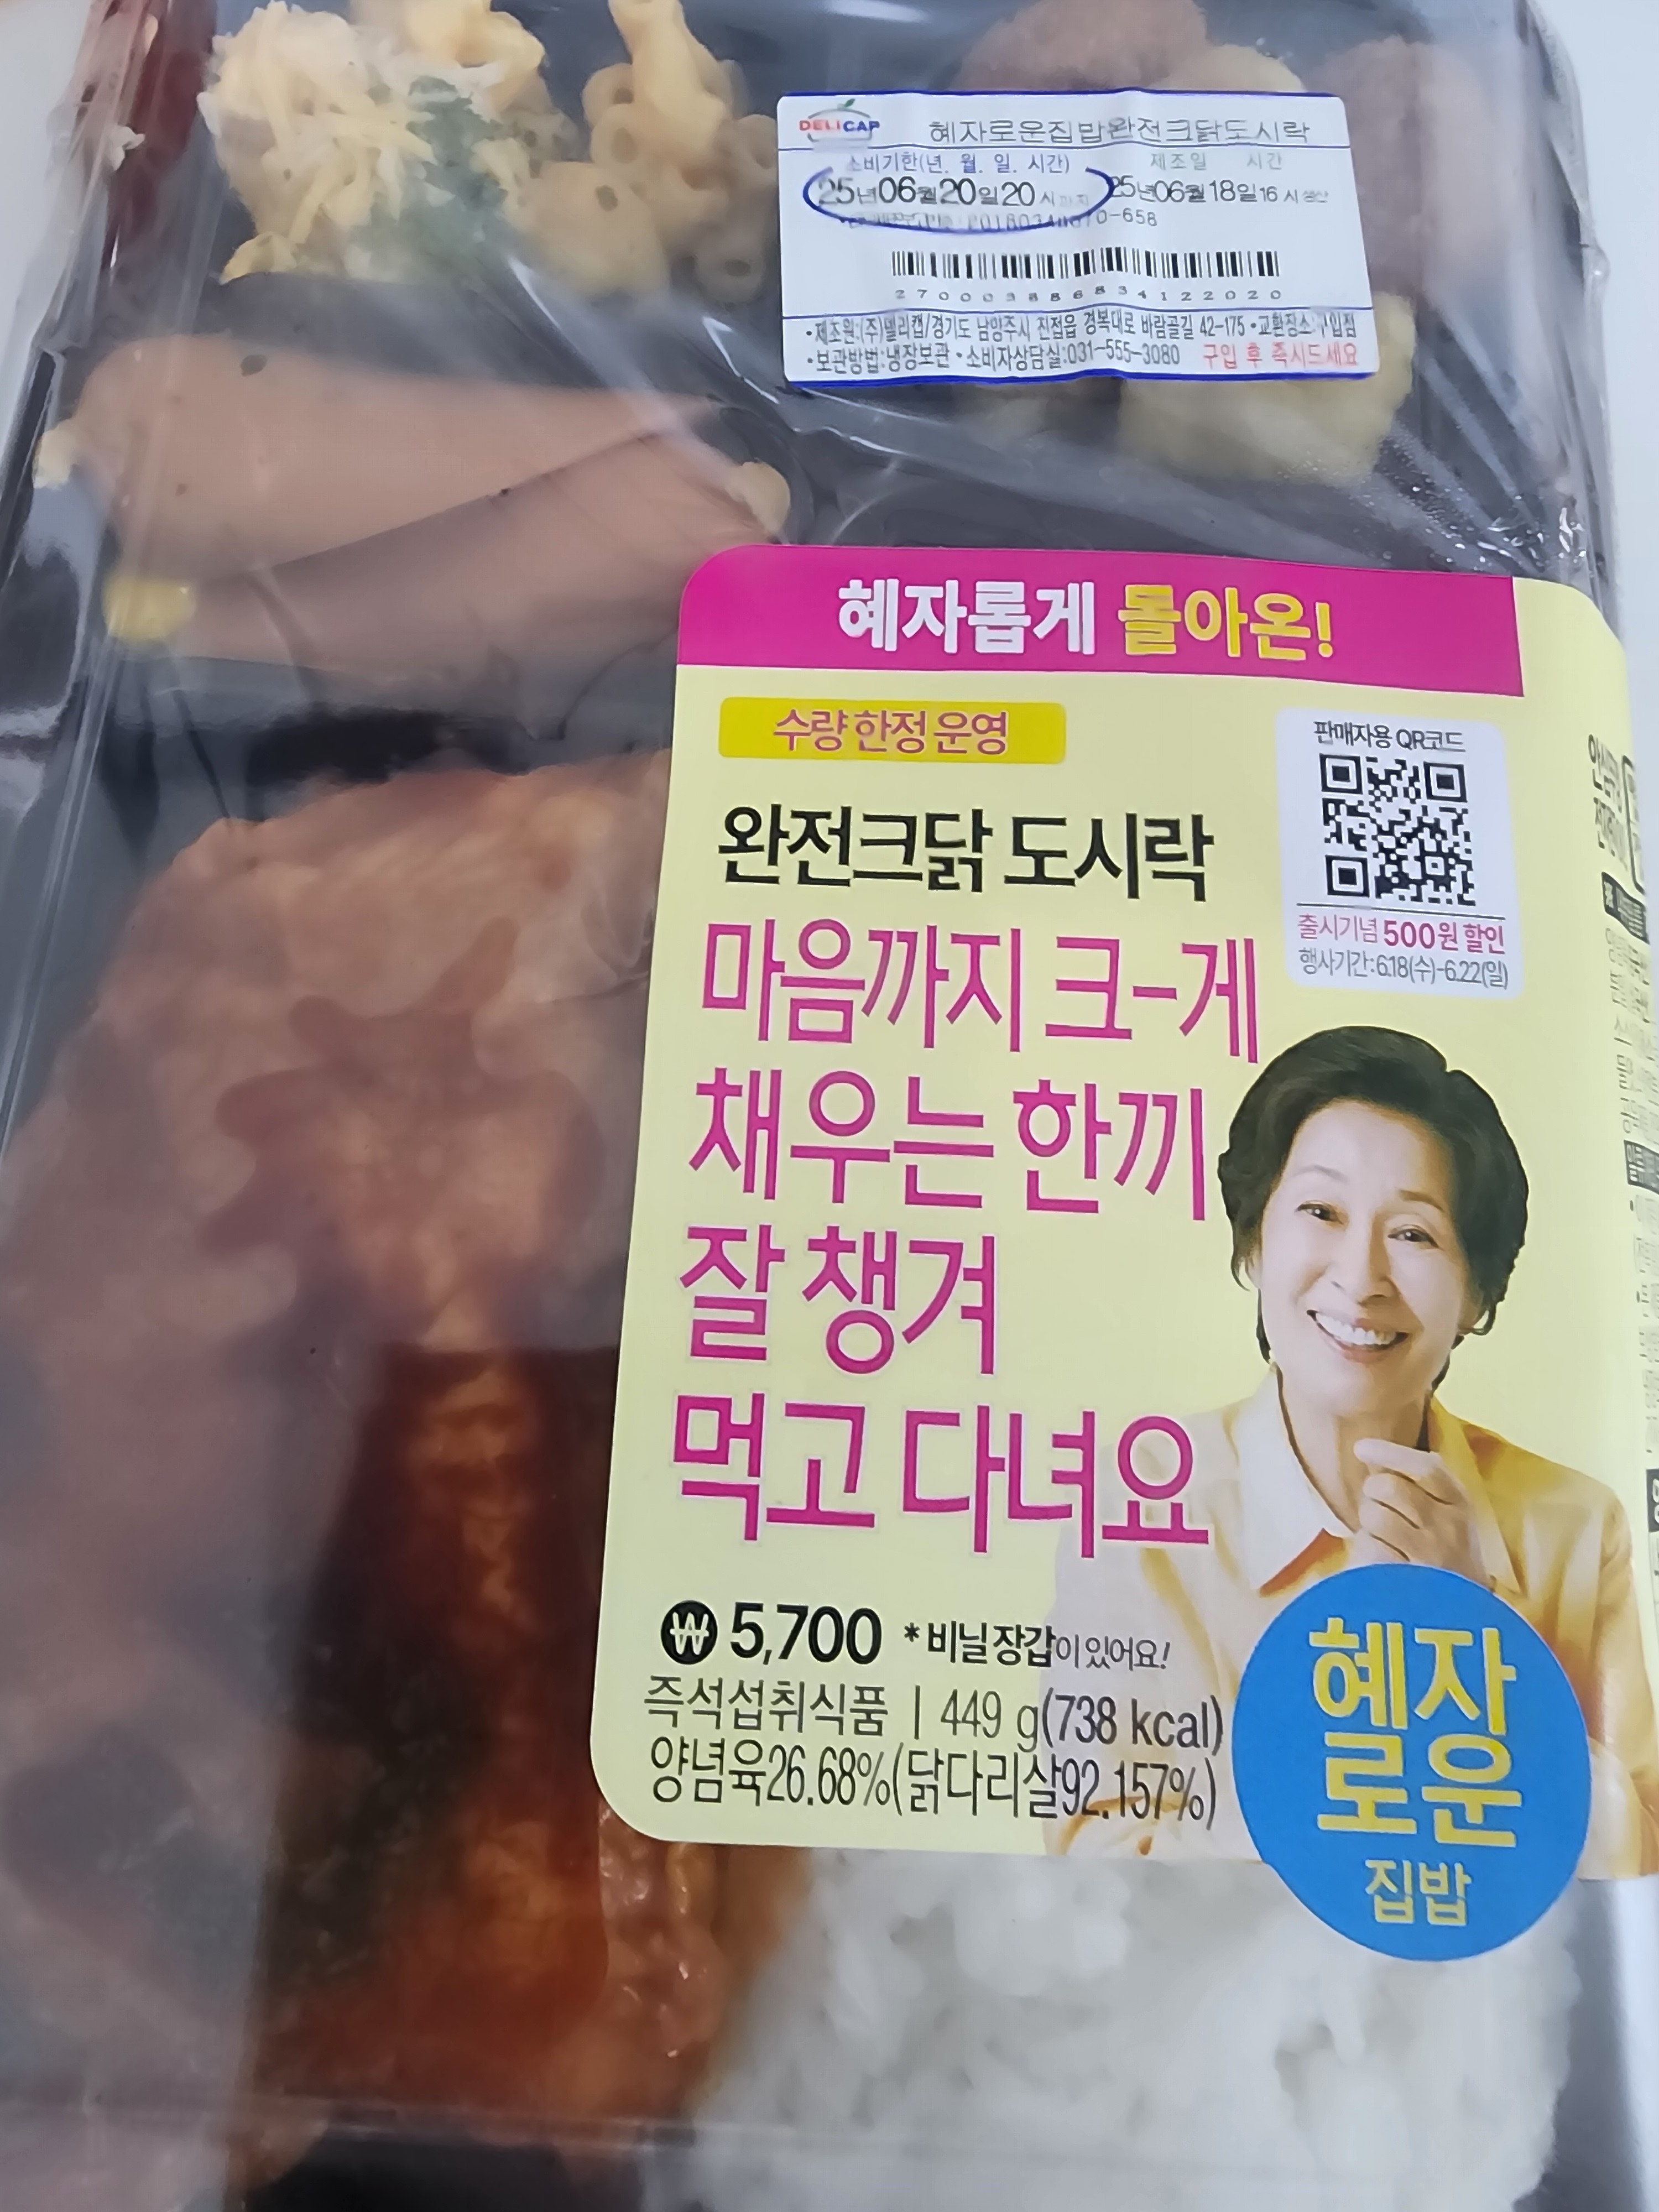 DELICAP 혜자로운집밥완전크닭도시락
소비기한(년. 월. 일. 시간) 제조일 시간
25년06월20일20시까지 25년06월18일16시생산
2700038868341 22020
•제조원:(주)델리캡/경기도 남양주시 진접읍 경복대로 바람골길 42-175 •교환장소:구입점
•보관방법:냉장보관 •소비자상담실:031-555-3080 구입 후 즉시드세요
혜자롭게 돌아온!
수량 한정 운영
판매자용 QR코드
출시기념 500원 할인
행사기간:6.18(수)-6.22(일)
완전크닭 도시락
마음까지 크-게
채우는 한끼
잘 챙겨
먹고 다녀요
₩ 5,700 *비닐장갑이 있어요!
즉석섭취식품 | 449 g(738 kcal)
양념육26.68%(닭다리살92.157%)
혜자
로운
집밥